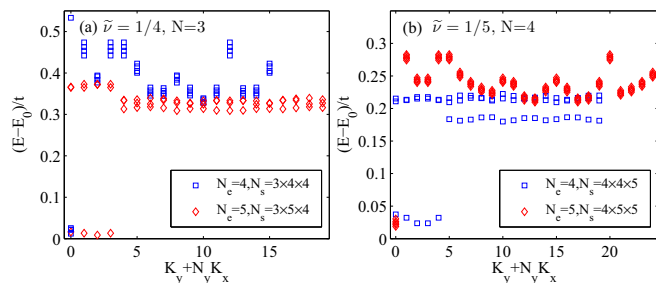 (a) ν̃ = 1/4, N=3
(E−E₀)/t
0.5
0.4
0.3
0.2
0.1
0
0 5 10 15
K_y+N_yK_x
N_e=4,N_s=3×4×4
N_e=5,N_s=3×5×4
(b) ν̃ = 1/5, N=4
(E−E₀)/t
0.3
0.25
0.2
0.15
0.1
0.05
0
0 5 10 15 20
K_y+N_yK_x
N_e=4,N_s=4×4×5
N_e=5,N_s=4×5×5